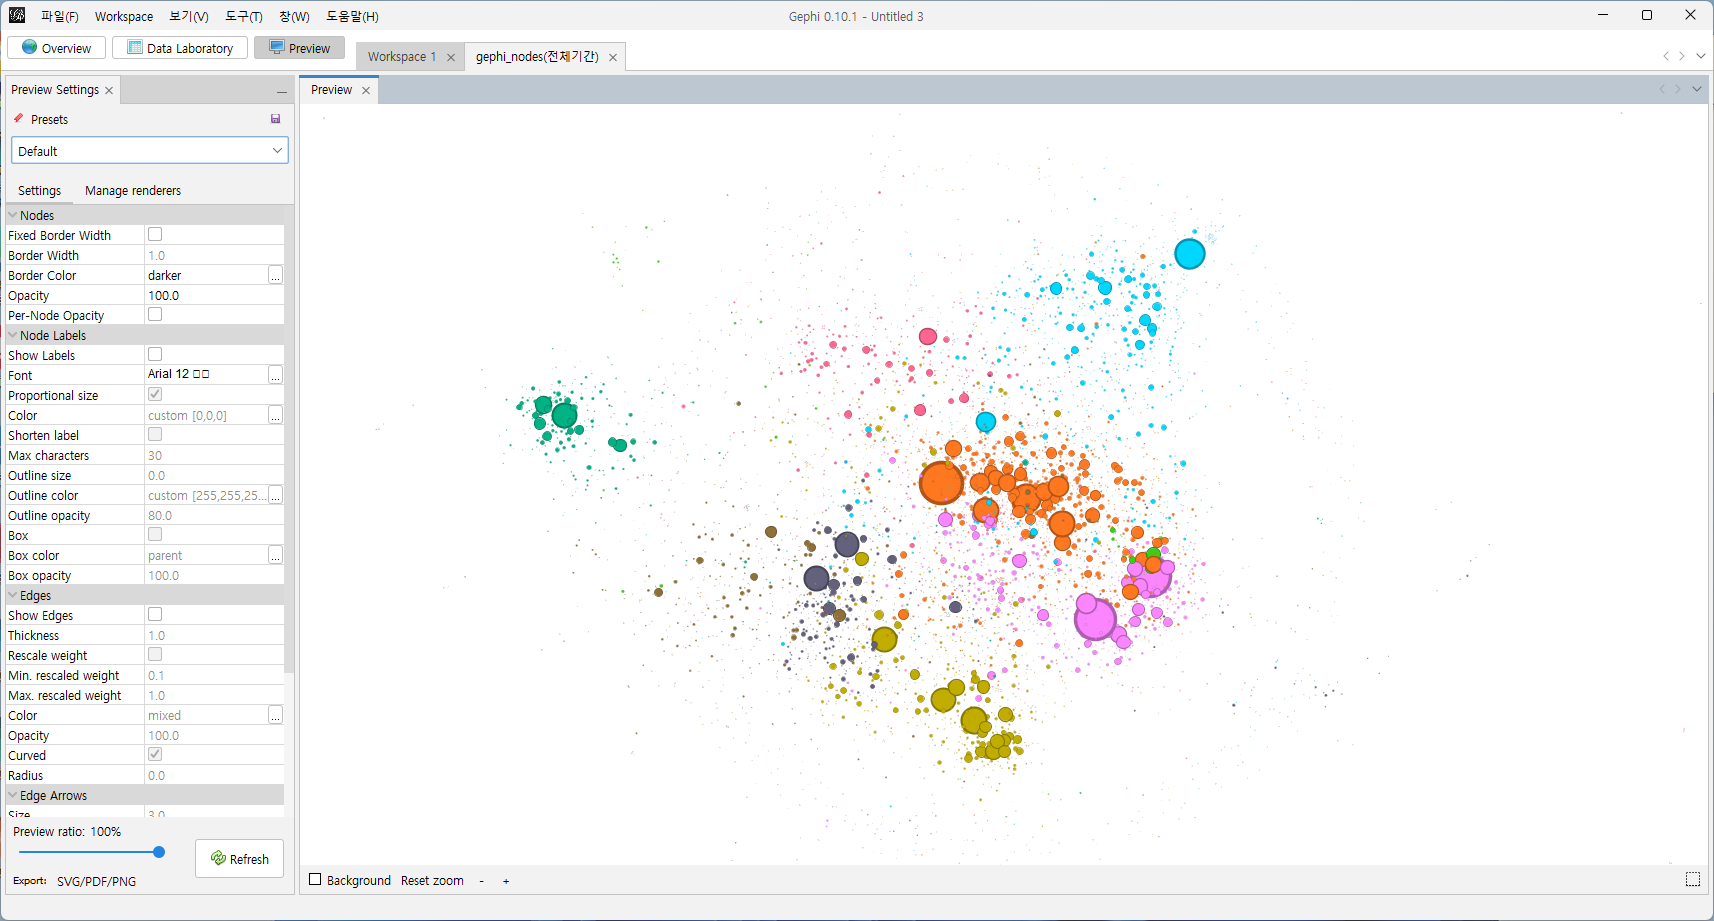 파일(F) Workspace 보기(V) 도구(T) 창(W) 도움말(H) Gephi 0.10.1 - Untitled 3
Overview Data Laboratory Preview Workspace 1 gephi_nodes(전체기간)
Preview Settings
Preview
Presets
Default
Settings Manage renderers
Nodes
Fixed Border Width
Border Width 1.0
Border Color darker ...
Opacity 100.0
Per-Node Opacity
Node Labels
Show Labels
Font Arial 12 □□ ...
Proportional size
Color custom [0,0,0] ...
Shorten label
Max characters 30
Outline size 0.0
Outline color custom [255,255,25... ...
Outline opacity 80.0
Box
Box color parent ...
Box opacity 100.0
Edges
Show Edges
Thickness 1.0
Rescale weight
Min. rescaled weight 0.1
Max. rescaled weight 1.0
Color mixed ...
Opacity 100.0
Curved
Radius 0.0
Edge Arrows
Size 3.0
Preview ratio: 100%
Refresh
Export: SVG/PDF/PNG
Background Reset zoom - +